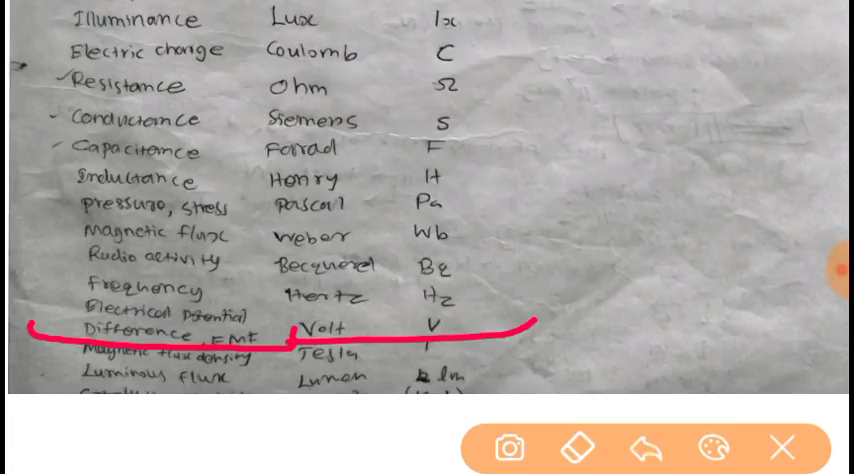 Illuminance Lux lx
Electric charge Coulomb C
Resistance Ohm Ω
Conductance Siemens S
Capacitance Farrad F
Inductance Henry H
Pressure, stress Pascal Pa
Magnetic flux Weber Wb
Radio activity Becquerel Bq
Frequency Hertz Hz
Electrical Potential
Difference, EMF Volt V
Magnetic flux density Tesla T
Luminous flux Lumen lm